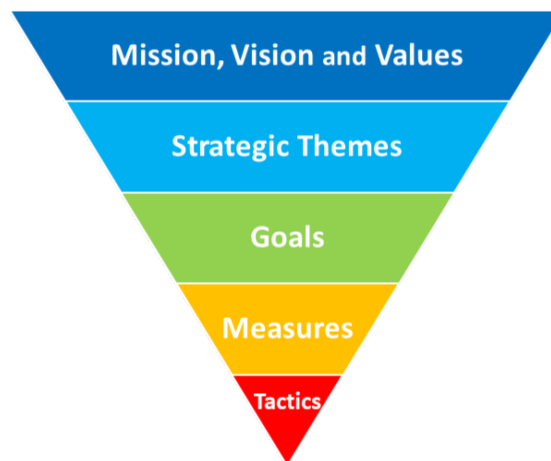 Mission, Vision and Values
Strategic Themes
Goals
Measures
Tactics